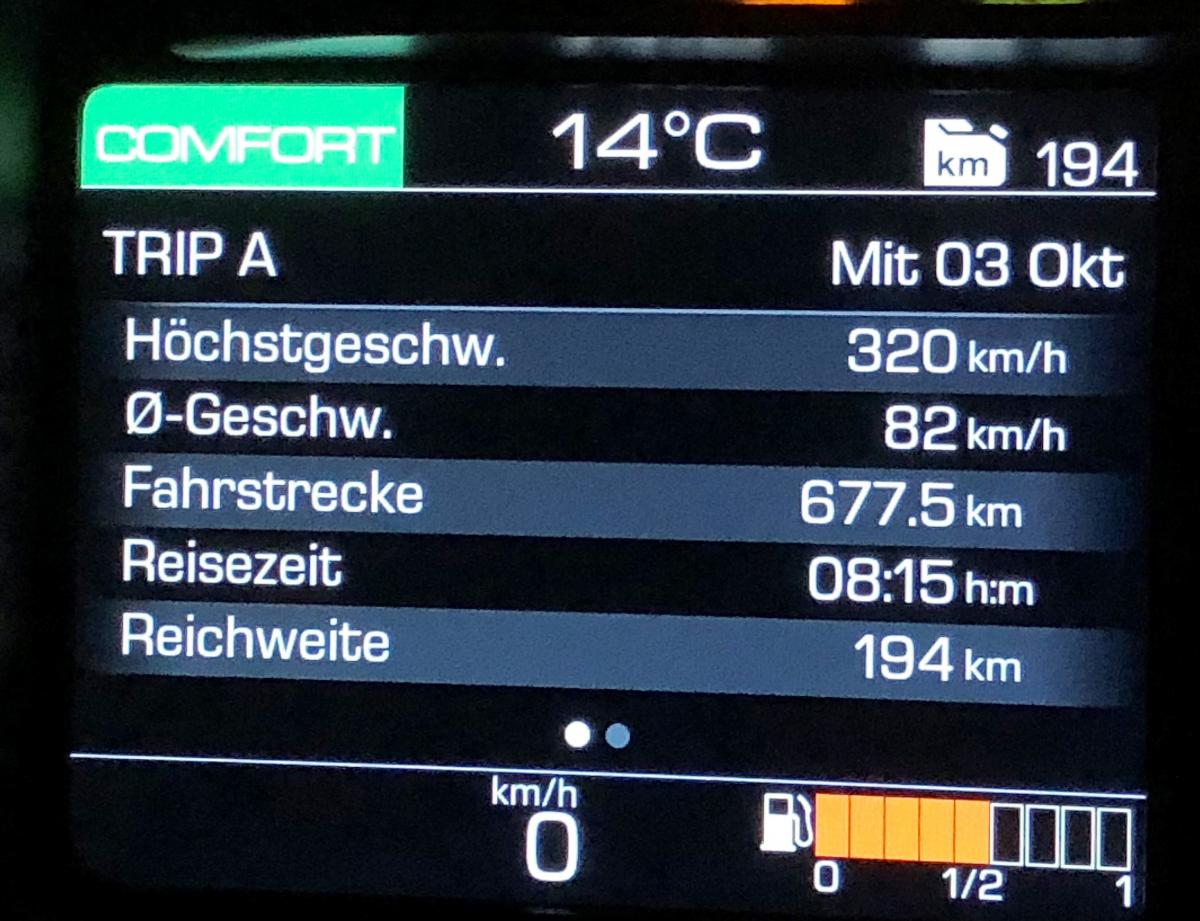 COMFORT 14°C km 194
TRIP A Mit 03 Okt
Höchstgeschw. 320 km/h
Ø-Geschw. 82 km/h
Fahrstrecke 677.5 km
Reisezeit 08:15 h:m
Reichweite 194 km
km/h
0
0 1/2 1